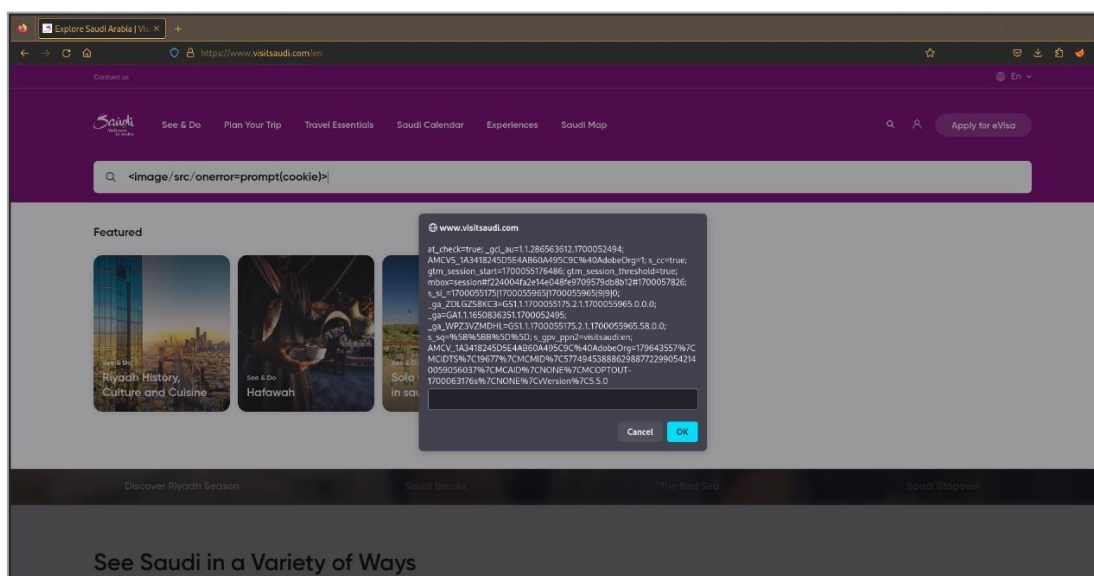 Explore Saudi Arabia | Vis
https://www.visitsaudi.com/en
Contact us
En
Saudi
Welcome to Arabia
See & Do
Plan Your Trip
Travel Essentials
Saudi Calendar
Experiences
Saudi Map
Apply for eVisa
<image/src/onerror=prompt(cookie)>
Featured
See & Do
Riyadh History,
Culture and Cuisine
See & Do
Hafawah
Solo
in sau
www.visitsaudi.com
at_check=true; _gcl_au=1.1.286563612.1700052494;
AMCVS_1A3418245D5E4AB60A495C9C%40AdobeOrg=1; s_cc=true;
gtm_session_start=1700055176486; gtm_session_threshold=true;
mbox=session#f224004fa2e14e048fe9709579db8b12#1700057826;
s_si_=1700055175|1700055965|1700055965|9|9|0;
_ga_ZDLGZS8KC3=GS1.1.1700055175.2.1.1700055965.0.0.0;
_ga=GA1.1.1650836351.1700052495;
_ga_WPZ3VZMDHL=GS1.1.1700055175.2.1.1700055965.58.0.0;
s_sq=%5B%5BB%5D%5D; s_gpv_ppn2=visitsaudi:en;
AMCV_1A3418245D5E4AB60A495C9C%40AdobeOrg=179643557%7C
MCIDTS%7C19677%7CMCMID%7C57749453888629887722990542​14
0059056037%7CMCAID%7CNONE%7CMCOPTOUT-
1700063176s%7CNONE%7CvVersion%7C5.5.0
Cancel
OK
Discover Riyadh Season
Saudi Breaks
The Red Sea
Saudi Stopover
See Saudi in a Variety of Ways